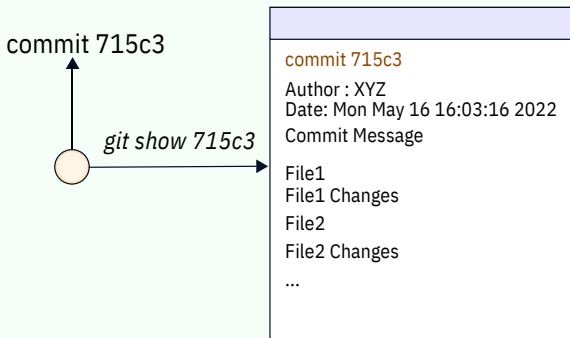 commit 715c3
git show 715c3
commit 715c3
Author : XYZ
Date: Mon May 16 16:03:16 2022
Commit Message
File1
File1 Changes
File2
File2 Changes
...